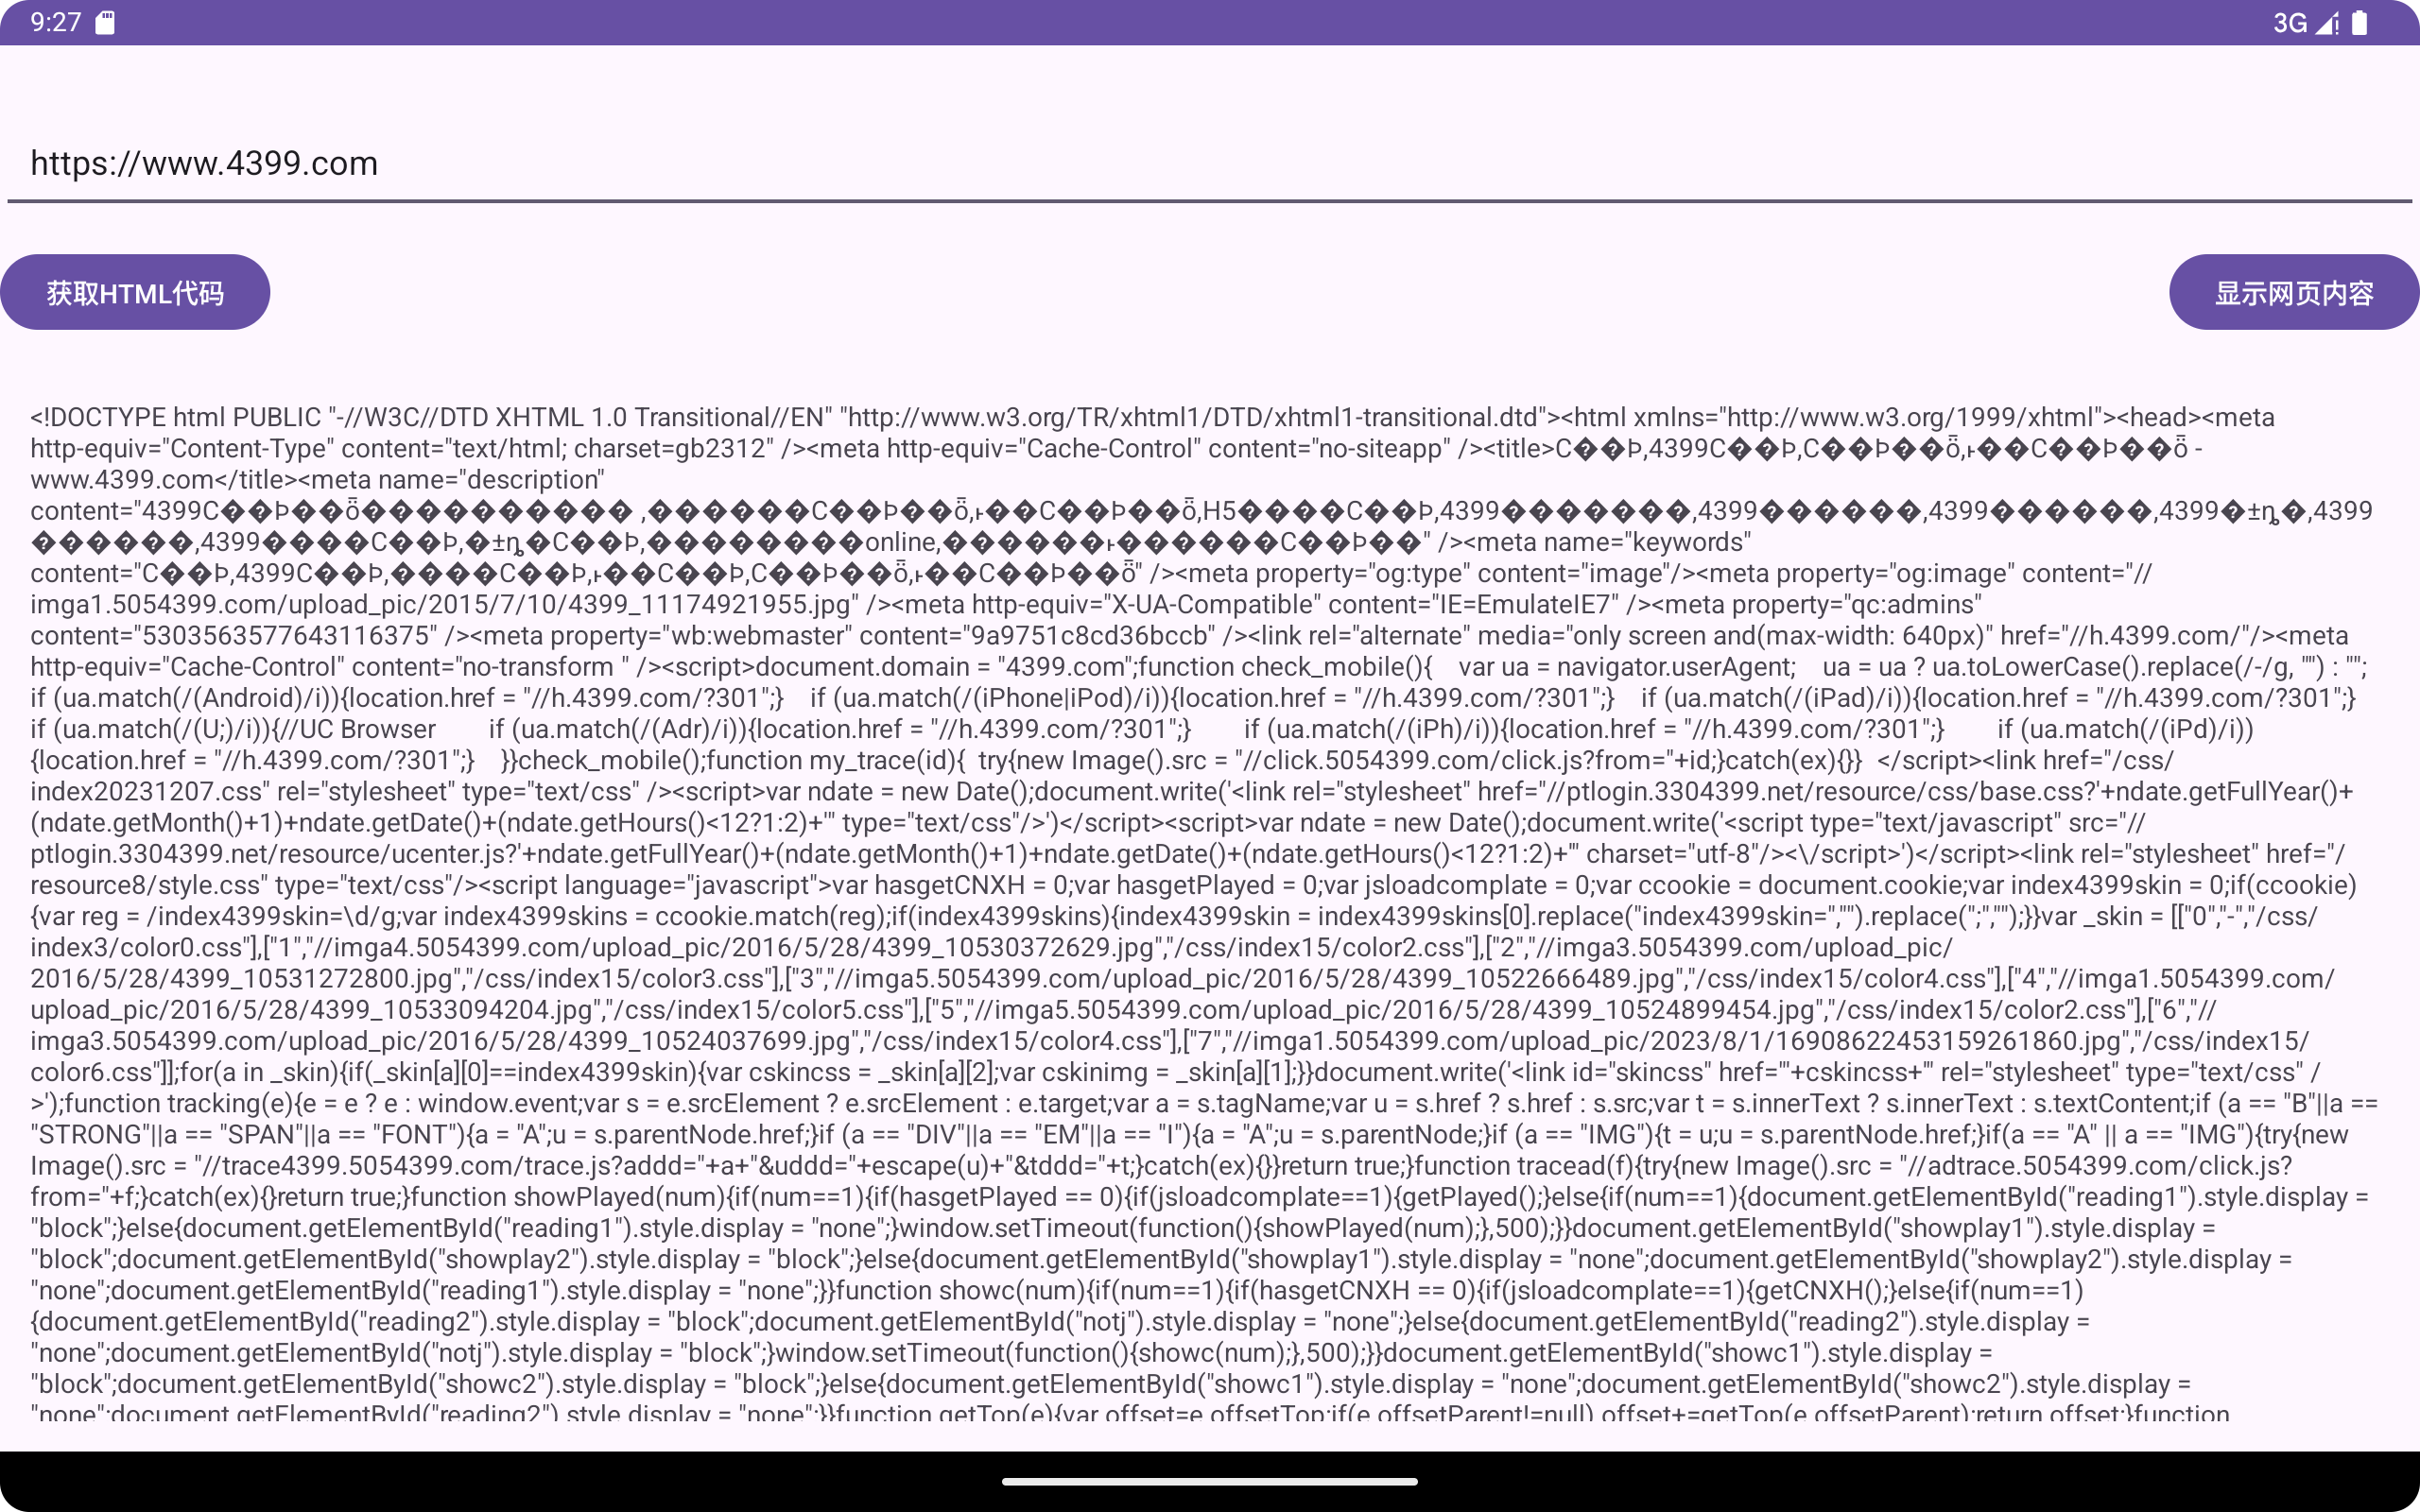 9:27
3G
https://www.4399.com
获取HTML代码
显示网页内容
<!DOCTYPE html PUBLIC "-//W3C//DTD XHTML 1.0 Transitional//EN" "http://www.w3.org/TR/xhtml1/DTD/xhtml1-transitional.dtd"><html xmlns="http://www.w3.org/1999/xhtml"><head><meta
http-equiv="Content-Type" content="text/html; charset=gb2312" /><meta http-equiv="Cache-Control" content="no-siteapp" /><title>С��Ϸ,4399С��Ϸ,С��Ϸ��ȫ,˫��С��Ϸ��ȫ -
www.4399.com</title><meta name="description"
content="4399С��Ϸ��ȫ���������� ,������С��Ϸ��ȫ,˫��С��Ϸ��ȫ,H5����С��Ϸ,4399�������,4399������,4399������,4399�±ȵ�,4399
������,4399����С��Ϸ,�±ȵ�С��Ϸ,��������online,������˫������С��Ϸ��" /><meta name="keywords"
content="С��Ϸ,4399С��Ϸ,����С��Ϸ,˫��С��Ϸ,С��Ϸ��ȫ,˫��С��Ϸ��ȫ" /><meta property="og:type" content="image"/><meta property="og:image" content="//
imga1.5054399.com/upload_pic/2015/7/10/4399_11174921955.jpg" /><meta http-equiv="X-UA-Compatible" content="IE=EmulateIE7" /><meta property="qc:admins"
content="5303563577643116375" /><meta property="wb:webmaster" content="9a9751c8cd36bccb" /><link rel="alternate" media="only screen and(max-width: 640px)" href="//h.4399.com/"/><meta
http-equiv="Cache-Control" content="no-transform " /><script>document.domain = "4399.com";function check_mobile(){    var ua = navigator.userAgent;    ua = ua ? ua.toLowerCase().replace(/-/g, "") : "";
if (ua.match(/(Android)/i)){location.href = "//h.4399.com/?301";}    if (ua.match(/(iPhone|iPod)/i)){location.href = "//h.4399.com/?301";}    if (ua.match(/(iPad)/i)){location.href = "//h.4399.com/?301";}
if (ua.match(/(U;)/i)){//UC Browser        if (ua.match(/(Adr)/i)){location.href = "//h.4399.com/?301";}        if (ua.match(/(iPh)/i)){location.href = "//h.4399.com/?301";}        if (ua.match(/(iPd)/i))
{location.href = "//h.4399.com/?301";}    }}check_mobile();function my_trace(id){  try{new Image().src = "//click.5054399.com/click.js?from="+id;}catch(ex){}}  </script><link href="/css/
index20231207.css" rel="stylesheet" type="text/css" /><script>var ndate = new Date();document.write('<link rel="stylesheet" href="//ptlogin.3304399.net/resource/css/base.css?'+ndate.getFullYear()+
(ndate.getMonth()+1)+ndate.getDate()+(ndate.getHours()<12?1:2)+'" type="text/css"/>')</script><script>var ndate = new Date();document.write('<script type="text/javascript" src="//
ptlogin.3304399.net/resource/ucenter.js?'+ndate.getFullYear()+(ndate.getMonth()+1)+ndate.getDate()+(ndate.getHours()<12?1:2)+'" charset="utf-8"/><\/script>')</script><link rel="stylesheet" href="/
resource8/style.css" type="text/css"/><script language="javascript">var hasgetCNXH = 0;var hasgetPlayed = 0;var jsloadcomplate = 0;var ccookie = document.cookie;var index4399skin = 0;if(ccookie)
{var reg = /index4399skin=\d/g;var index4399skins = ccookie.match(reg);if(index4399skins){index4399skin = index4399skins[0].replace("index4399skin=","").replace(";","");}}var _skin = [["0","-","/css/
index3/color0.css"],["1","//imga4.5054399.com/upload_pic/2016/5/28/4399_10530372629.jpg","/css/index15/color2.css"],["2","//imga3.5054399.com/upload_pic/
2016/5/28/4399_10531272800.jpg","/css/index15/color3.css"],["3","//imga5.5054399.com/upload_pic/2016/5/28/4399_10522666489.jpg","/css/index15/color4.css"],["4","//imga1.5054399.com/
upload_pic/2016/5/28/4399_10533094204.jpg","/css/index15/color5.css"],["5","//imga5.5054399.com/upload_pic/2016/5/28/4399_10524899454.jpg","/css/index15/color2.css"],["6","//
imga3.5054399.com/upload_pic/2016/5/28/4399_10524037699.jpg","/css/index15/color4.css"],["7","//imga1.5054399.com/upload_pic/2023/8/1/16908622453159261860.jpg","/css/index15/
color6.css"]];for(a in _skin){if(_skin[a][0]==index4399skin){var cskincss = _skin[a][2];var cskinimg = _skin[a][1];}}document.write('<link id="skincss" href="'+cskincss+'" rel="stylesheet" type="text/css" /
>');function tracking(e){e = e ? e : window.event;var s = e.srcElement ? e.srcElement : e.target;var a = s.tagName;var u = s.href ? s.href : s.src;var t = s.innerText ? s.innerText : s.textContent;if (a == "B"||a ==
"STRONG"||a == "SPAN"||a == "FONT"){a = "A";u = s.parentNode.href;}if (a == "DIV"||a == "EM"||a == "I"){a = "A";u = s.parentNode;}if (a == "IMG"){t = u;u = s.parentNode.href;}if(a == "A" || a == "IMG"){try{new
Image().src = "//trace4399.5054399.com/trace.js?addd="+a+"&uddd="+escape(u)+"&tddd="+t;}catch(ex){}}return true;}function tracead(f){try{new Image().src = "//adtrace.5054399.com/click.js?
from="+f;}catch(ex){}return true;}function showPlayed(num){if(num==1){if(hasgetPlayed == 0){if(jsloadcomplate==1){getPlayed();}else{if(num==1){document.getElementById("reading1").style.display =
"block";}else{document.getElementById("reading1").style.display = "none";}window.setTimeout(function(){showPlayed(num);},500);}}document.getElementById("showplay1").style.display =
"block";document.getElementById("showplay2").style.display = "block";}else{document.getElementById("showplay1").style.display = "none";document.getElementById("showplay2").style.display =
"none";document.getElementById("reading1").style.display = "none";}}function showc(num){if(num==1){if(hasgetCNXH == 0){if(jsloadcomplate==1){getCNXH();}else{if(num==1)
{document.getElementById("reading2").style.display = "block";document.getElementById("notj").style.display = "none";}else{document.getElementById("reading2").style.display =
"none";document.getElementById("notj").style.display = "block";}window.setTimeout(function(){showc(num);},500);}}document.getElementById("showc1").style.display =
"block";document.getElementById("showc2").style.display = "block";}else{document.getElementById("showc1").style.display = "none";document.getElementById("showc2").style.display =
"none";document.getElementById("reading2").style.display = "none";}}function getTop(e){var offset=e.offsetTop;if(e.offsetParent!=null) offset+=getTop(e.offsetParent);return offset;}function